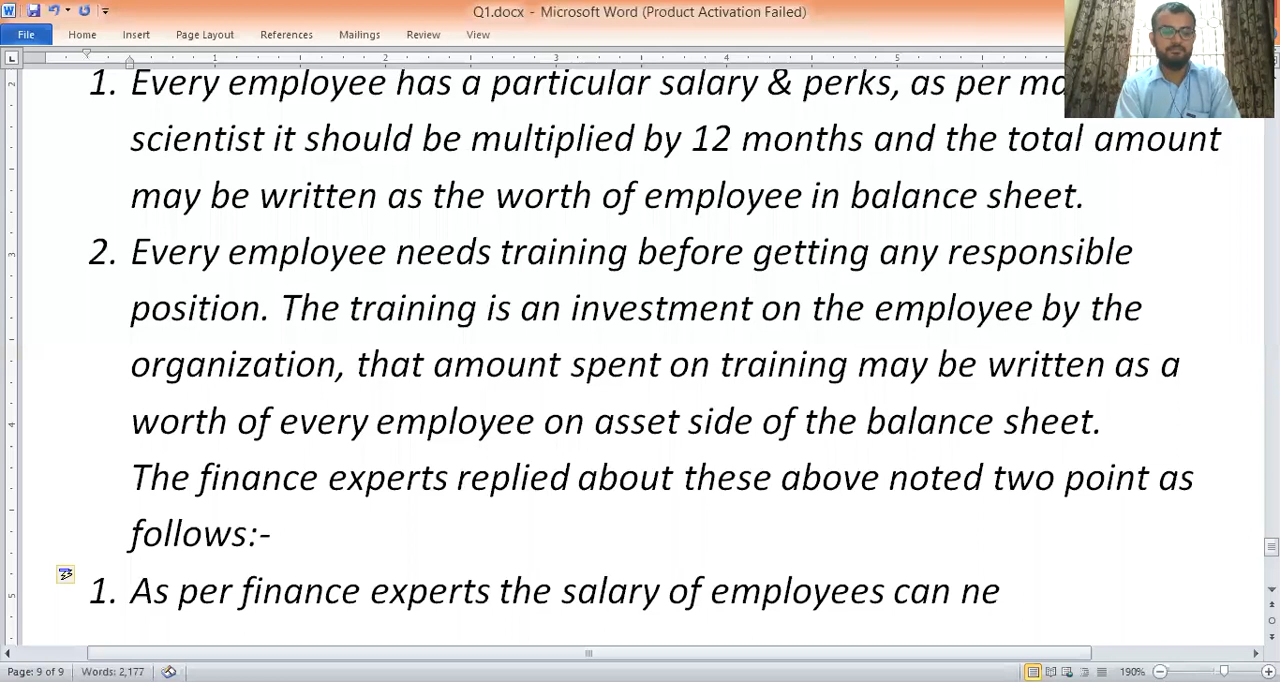 Q1.docx - Microsoft Word (Product Activation Failed)
File Home Insert Page Layout References Mailings Review View
1 2 3 4 5
1. Every employee has a particular salary & perks, as per
scientist it should be multiplied by 12 months and the total amount
may be written as the worth of employee in balance sheet.
2. Every employee needs training before getting any responsible
position. The training is an investment on the employee by the
organization, that amount spent on training may be written as a
worth of every employee on asset side of the balance sheet.
The finance experts replied about these above noted two point as
follows:-
1. As per finance experts the salary of employees can ne
Page: 9 of 9 Words: 2,177 190%